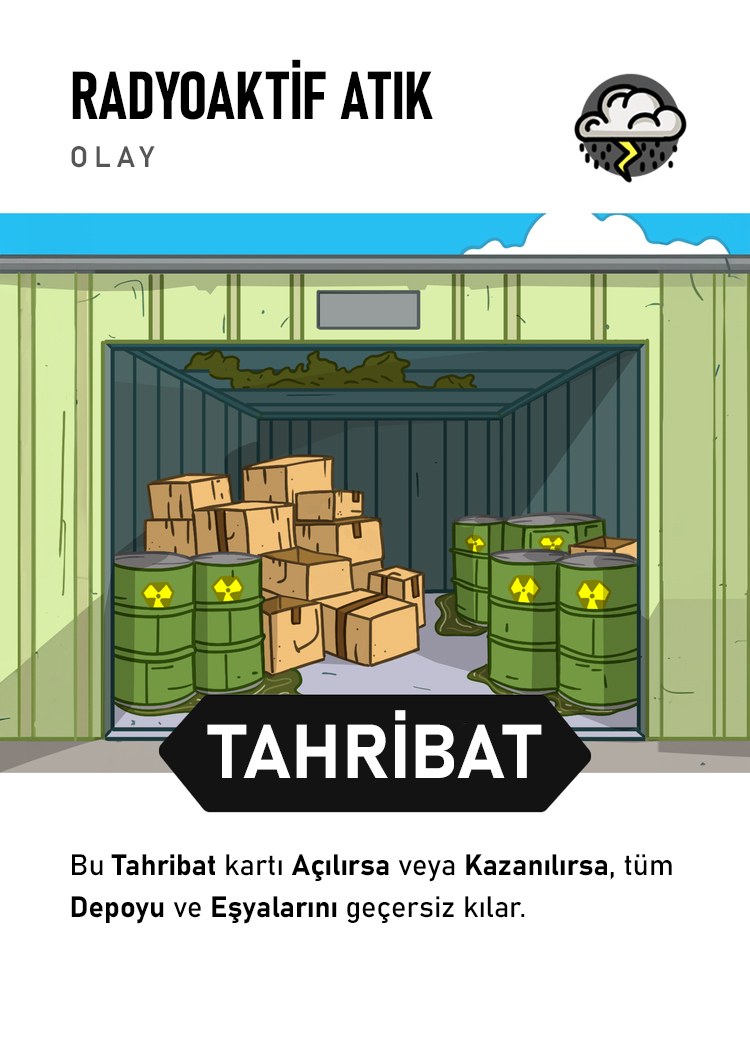 RADYOAKTİF ATIK
OLAY
TAHRİBAT
Bu Tahribat kartı Açılırsa veya Kazanılırsa, tüm
Depoyu ve Eşyalarını geçersiz kılar.